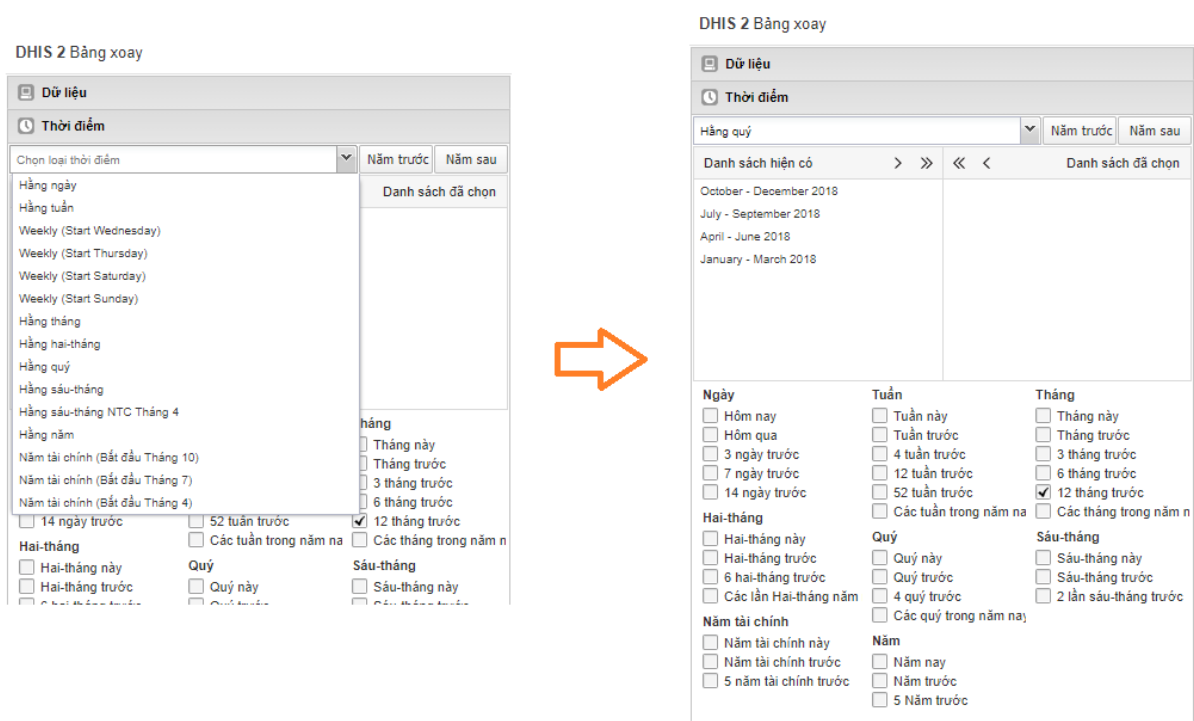 DHIS 2 Bảng xoay
Dữ liệu
Thời điểm
Chọn loại thời điểm
Năm trước Năm sau
Danh sách đã chọn
Hằng ngày
Hằng tuần
Weekly (Start Wednesday)
Weekly (Start Thursday)
Weekly (Start Saturday)
Weekly (Start Sunday)
Hằng tháng
Hằng hai-tháng
Hằng quý
Hằng sáu-tháng
Hằng sáu-tháng NTC Tháng 4
Hằng năm
Năm tài chính (Bắt đầu Tháng 10)
Năm tài chính (Bắt đầu Tháng 7)
Năm tài chính (Bắt đầu Tháng 4)
14 ngày trước
Hai-tháng
Hai-tháng này
Hai-tháng trước
6 hai-tháng trước
52 tuần trước
Các tuần trong năm na
Quý
Quý này
Quý trước
háng
Tháng này
Tháng trước
3 tháng trước
6 tháng trước
12 tháng trước
Các tháng trong năm n
Sáu-tháng
Sáu-tháng này
Sáu-tháng trước
DHIS 2 Bảng xoay
Dữ liệu
Thời điểm
Hằng quý
Năm trước Năm sau
Danh sách hiện có
Danh sách đã chọn
October - December 2018
July - September 2018
April - June 2018
January - March 2018
Ngày
Hôm nay
Hôm qua
3 ngày trước
7 ngày trước
14 ngày trước
Hai-tháng
Hai-tháng này
Hai-tháng trước
6 hai-tháng trước
Các lần Hai-tháng năm
Năm tài chính
Năm tài chính này
Năm tài chính trước
5 năm tài chính trước
Tuần
Tuần này
Tuần trước
4 tuần trước
12 tuần trước
52 tuần trước
Các tuần trong năm na
Quý
Quý này
Quý trước
4 quý trước
Các quý trong năm nay
Năm
Năm nay
Năm trước
5 Năm trước
Tháng
Tháng này
Tháng trước
3 tháng trước
6 tháng trước
12 tháng trước
Các tháng trong năm n
Sáu-tháng
Sáu-tháng này
Sáu-tháng trước
2 lần sáu-tháng trước